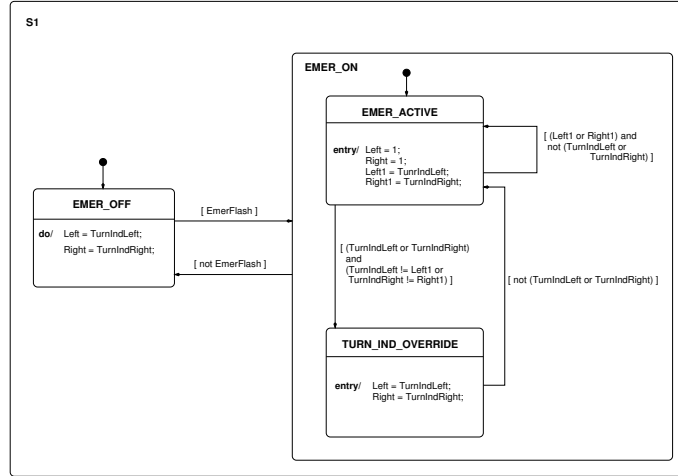 S1
EMER_ON
EMER_ACTIVE
entry/ Left = 1;
Right = 1;
Left1 = TurnIndLeft;
Right1 = TurnIndRight;
[ (Left1 or Right1) and
not (TurnIndLeft or
TurnIndRight) ]
EMER_OFF
do/ Left = TurnIndLeft;
Right = TurnIndRight;
[ EmerFlash ]
[ not EmerFlash ]
[ (TurnIndLeft or TurnIndRight)
and
(TurnIndLeft != Left1 or
TurnIndRight != Right1) ]
[ not (TurnIndLeft or TurnIndRight) ]
TURN_IND_OVERRIDE
entry/ Left = TurnIndLeft;
Right = TurnIndRight;